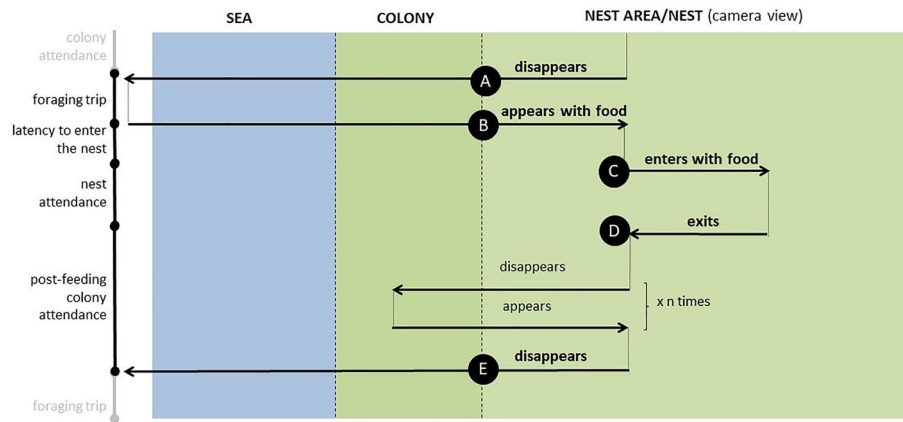 SEA
COLONY
NEST AREA/NEST (camera view)
colony
attendance
disappears
A
foraging trip
appears with food
B
latency to enter
the nest
enters with food
C
nest
attendance
exits
D
disappears
post-feeding
colony
attendance
x n times
appears
disappears
E
foraging trip